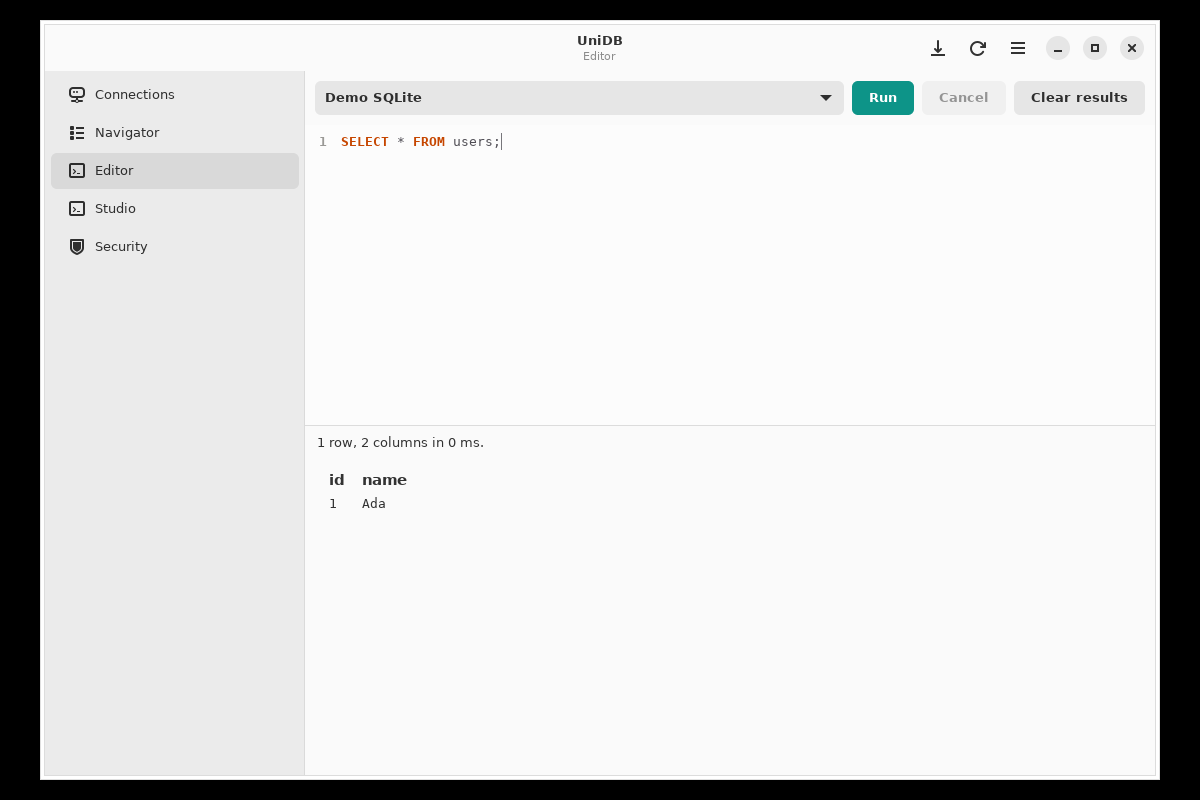 UniDB
Editor
Connections
Navigator
Editor
Studio
Security
Demo SQLite
Run
Cancel
Clear results
1 SELECT * FROM users;
1 row, 2 columns in 0 ms.
id name
1 Ada